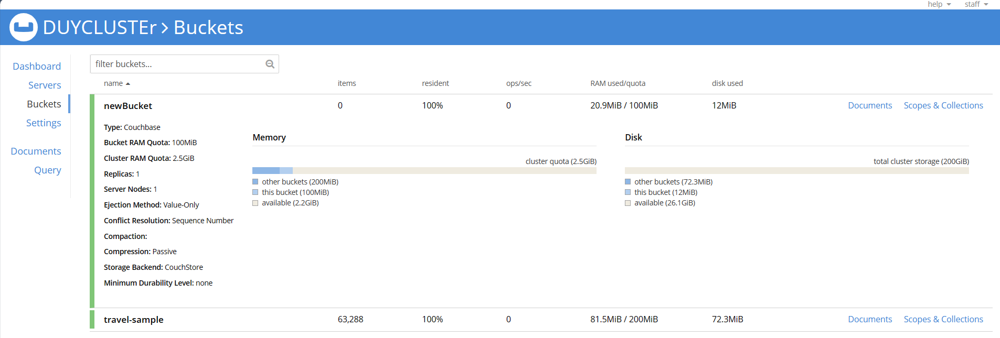 help staff
DUYCLUSTEr > Buckets
Dashboard
Servers
Buckets
Settings
Documents
Query
filter buckets...
name items resident ops/sec RAM used/quota disk used
newBucket 0 100% 0 20.9MiB / 100MiB 12MiB Documents Scopes & Collections
Type: Couchbase
Bucket RAM Quota: 100MiB
Cluster RAM Quota: 2.5GiB
Replicas: 1
Server Nodes: 1
Ejection Method: Value-Only
Conflict Resolution: Sequence Number
Compaction:
Compression: Passive
Storage Backend: CouchStore
Minimum Durability Level: none
Memory
cluster quota (2.5GiB)
other buckets (200MiB)
this bucket (100MiB)
available (2.2GiB)
Disk
total cluster storage (200GiB)
other buckets (72.3MiB)
this bucket (12MiB)
available (26.1GiB)
travel-sample 63,288 100% 0 81.5MiB / 200MiB 72.3MiB Documents Scopes & Collections